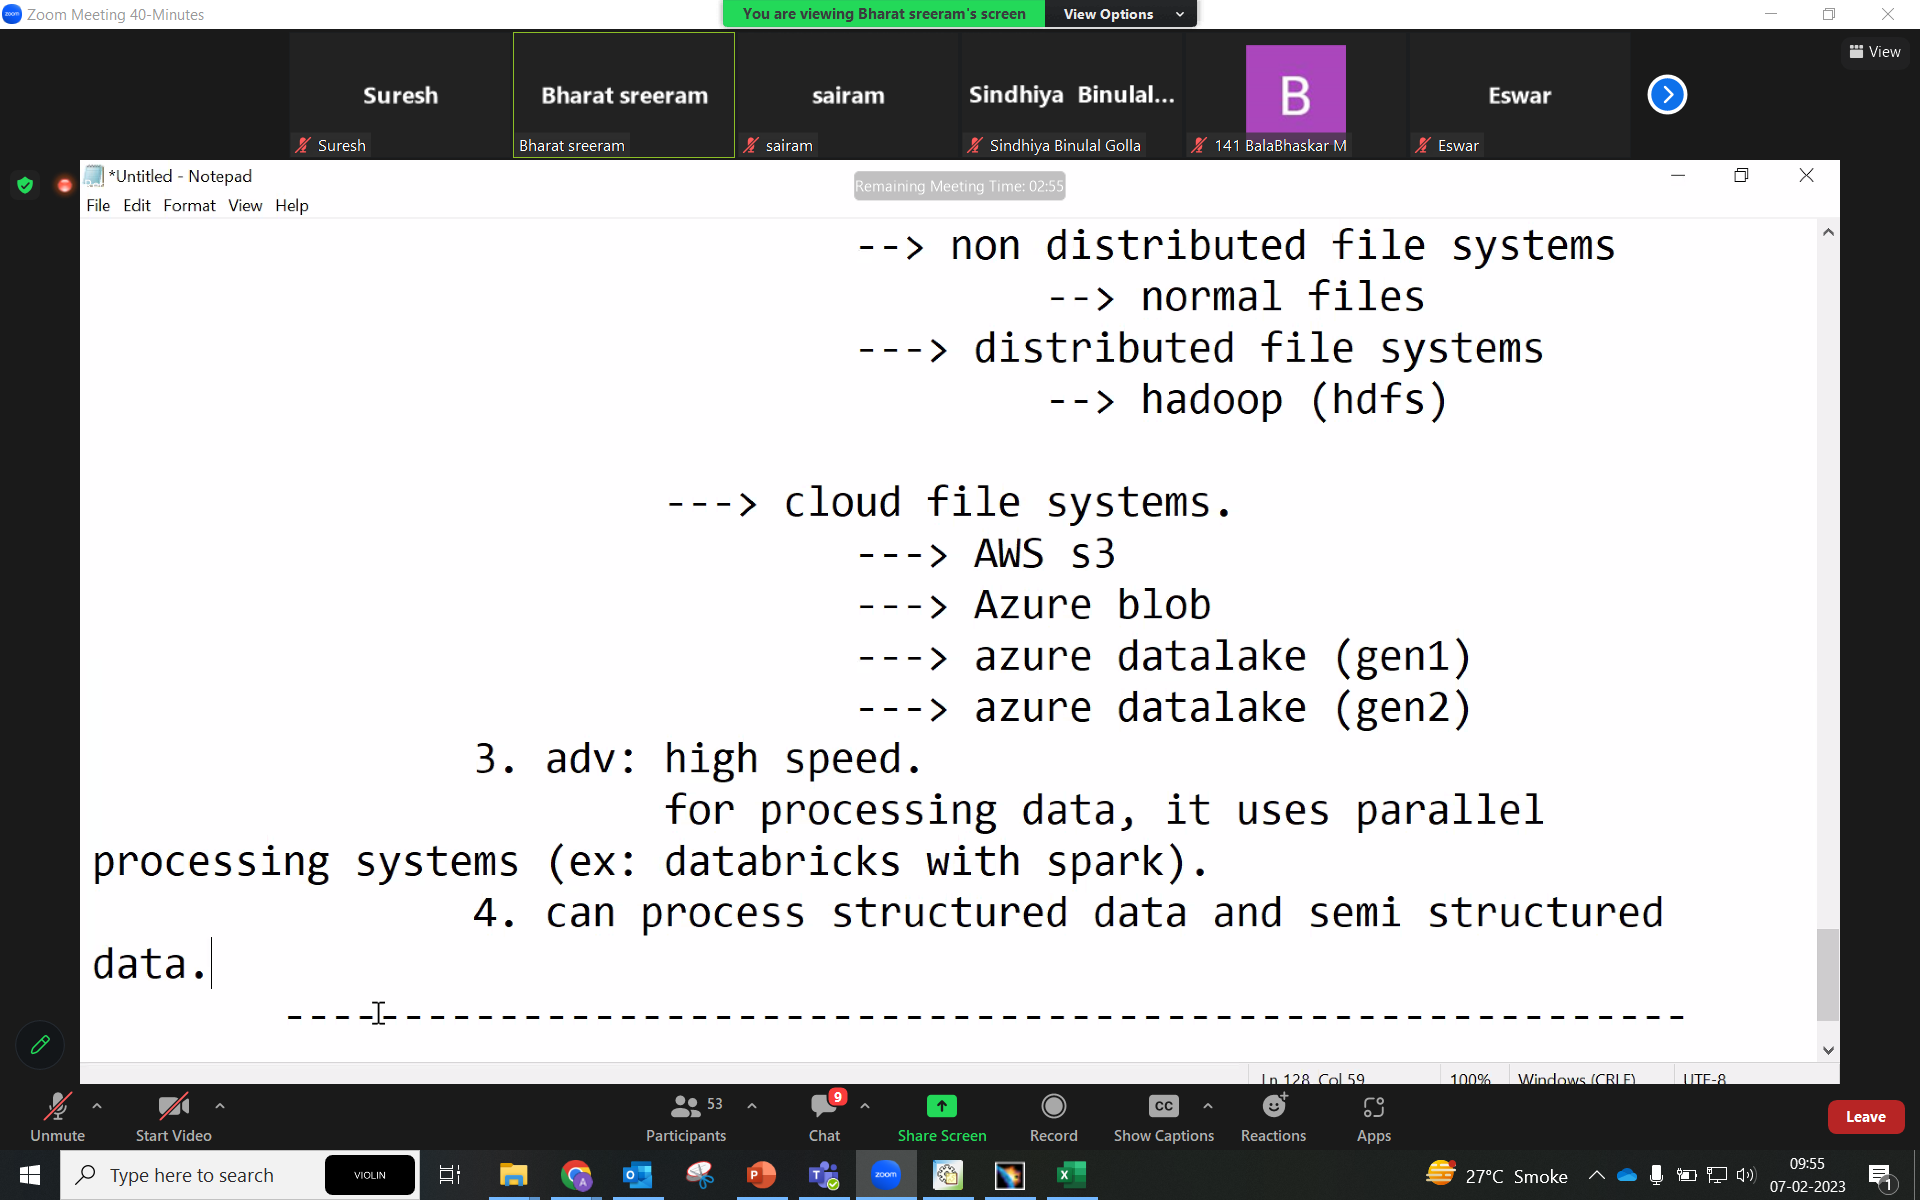 Zoom Meeting 40-Minutes
You are viewing Bharat sreeram's screen
View Options
View
Suresh
Bharat sreeram
sairam
Sindhiya Binulal...
B
Eswar
Suresh
Bharat sreeram
sairam
Sindhiya Binulal Golla
141 BalaBhaskar M
Eswar
*Untitled - Notepad
Remaining Meeting Time: 02:55
File Edit Format View Help
--> non distributed file systems
--> normal files
---> distributed file systems
--> hadoop (hdfs)
---> cloud file systems.
---> AWS s3
---> Azure blob
---> azure datalake (gen1)
---> azure datalake (gen2)
3. adv: high speed.
for processing data, it uses parallel
processing systems (ex: databricks with spark).
4. can process structured data and semi structured
data.
-----------------------------------------------------------
Ln 128, Col 59 100% Windows (CRLF) UTF-8
Unmute
Start Video
53
Participants
9
Chat
Share Screen
Record
CC
Show Captions
Reactions
Apps
Leave
Type here to search
VIOLIN
zoom
27°C Smoke
09:55
07-02-2023
1